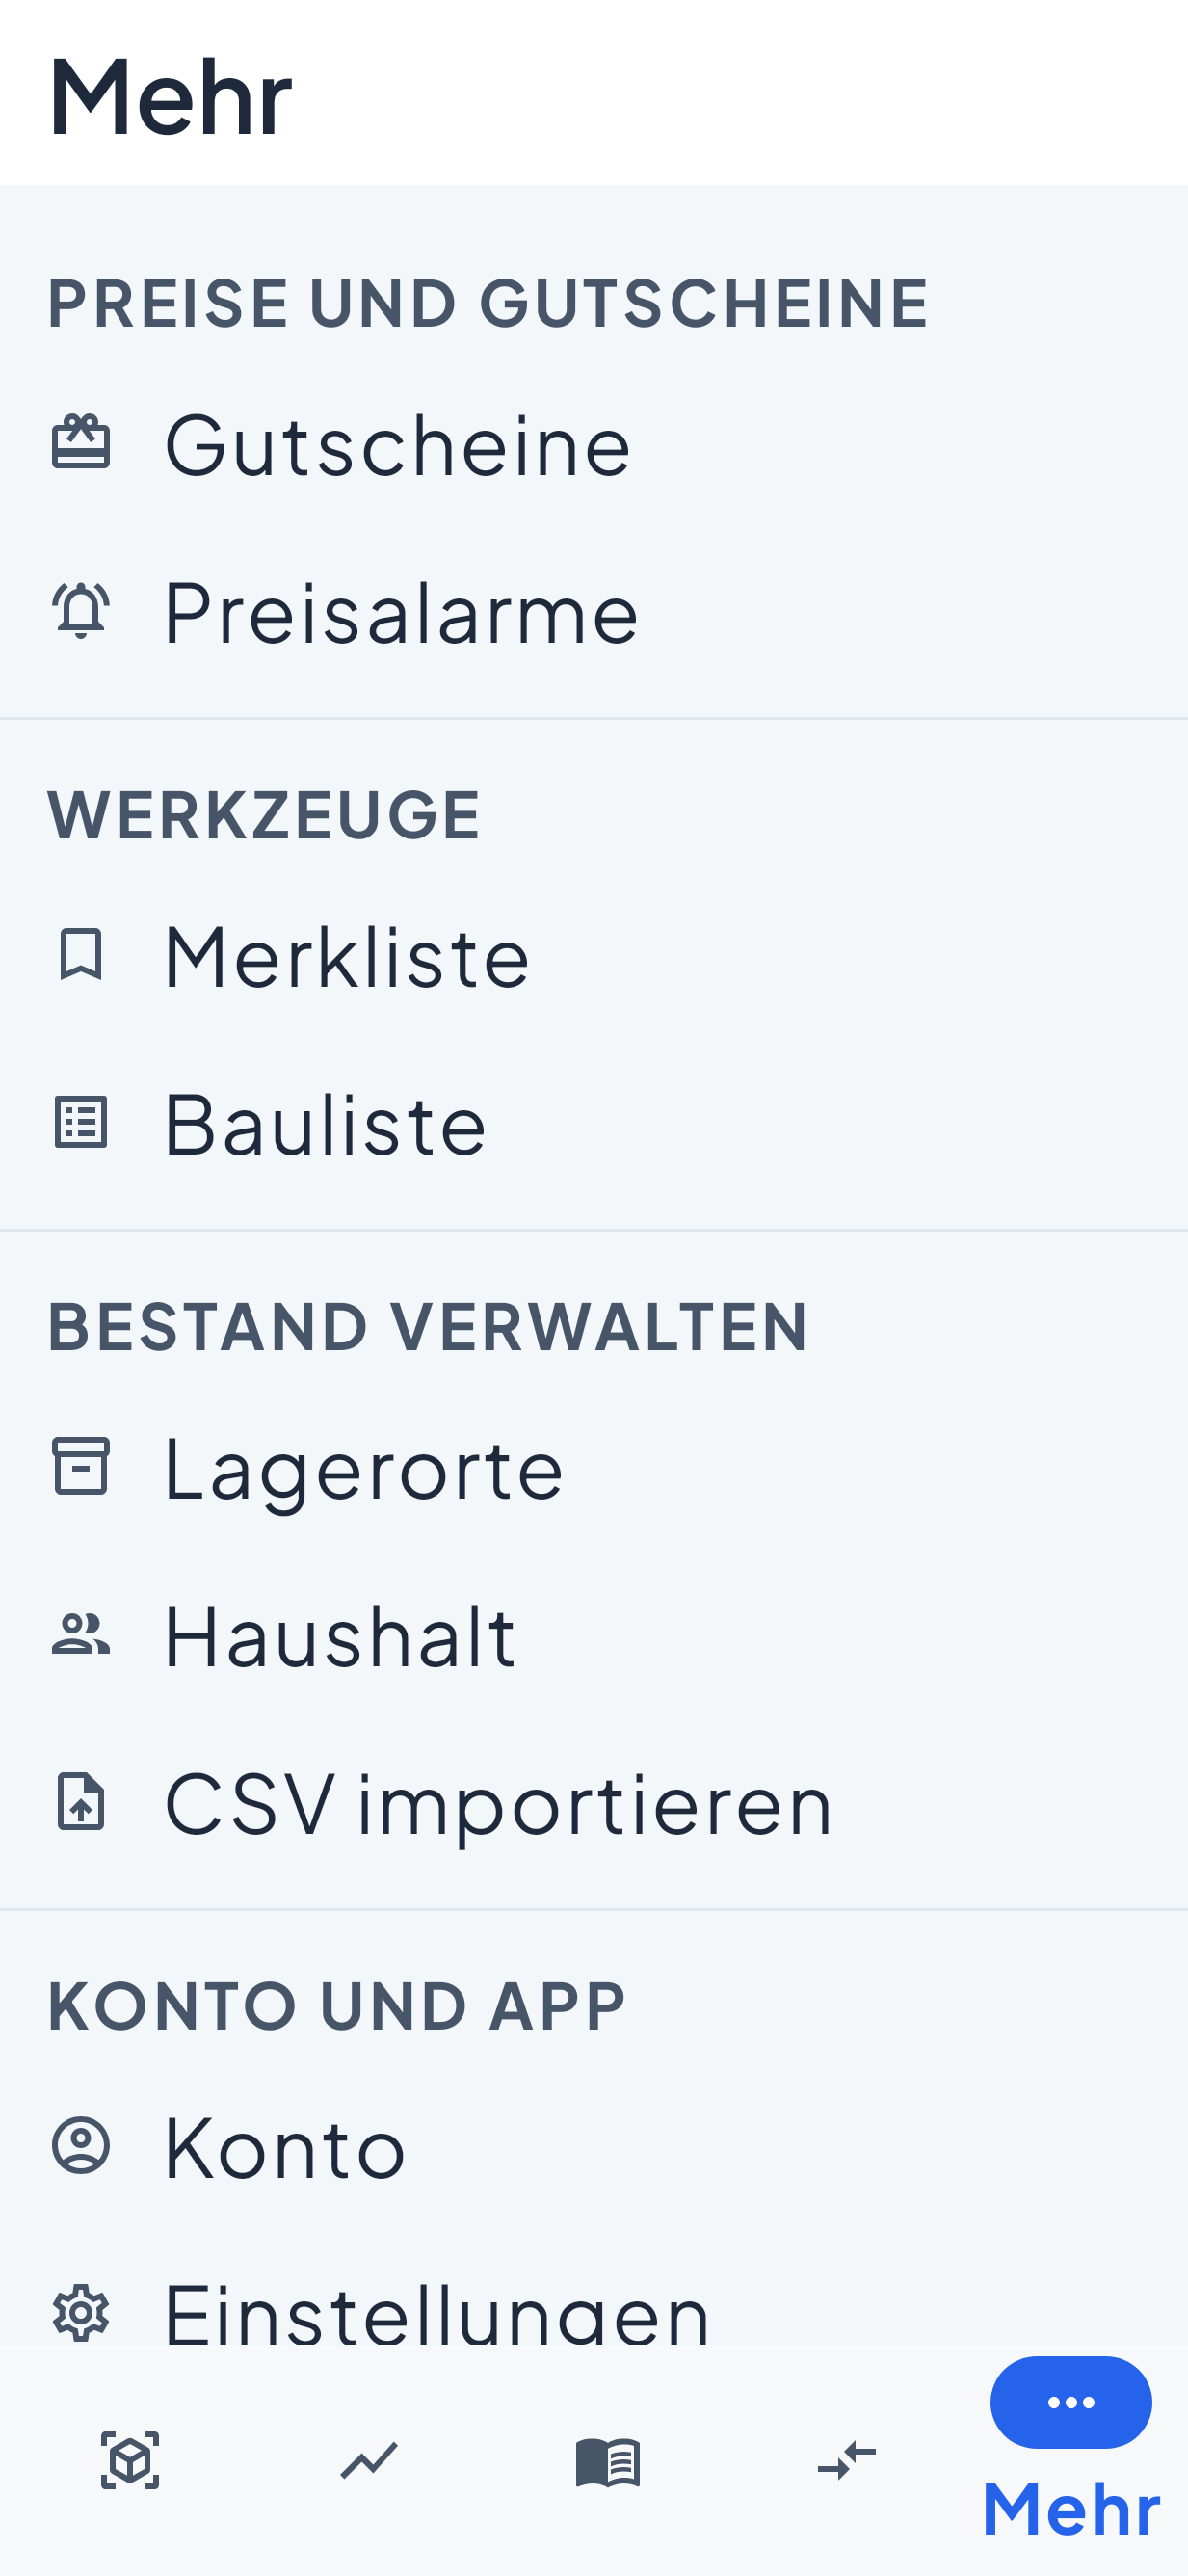 Mehr
PREISE UND GUTSCHEINE
Gutscheine
Preisalarme
WERKZEUGE
Merkliste
Bauliste
BESTAND VERWALTEN
Lagerorte
Haushalt
CSV importieren
KONTO UND APP
Konto
Einstellungen
Mehr